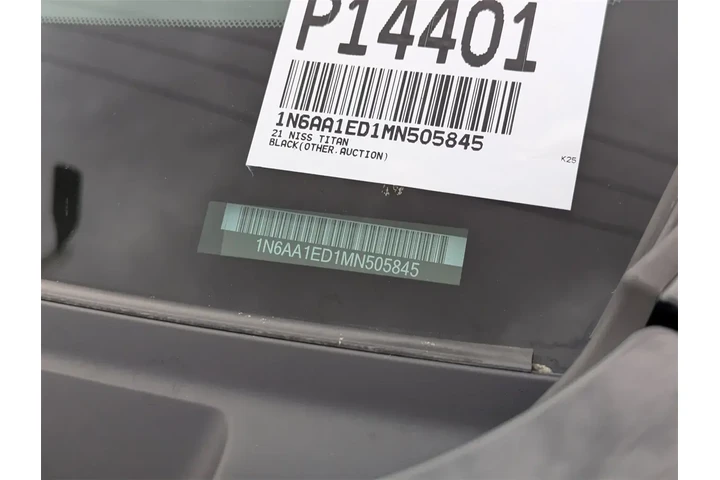 P14401
1N6AA1ED1MN505845
21 NISS TITAN
BLACK(OTHER.AUCTION)
K25
1N6AA1ED1MN505845